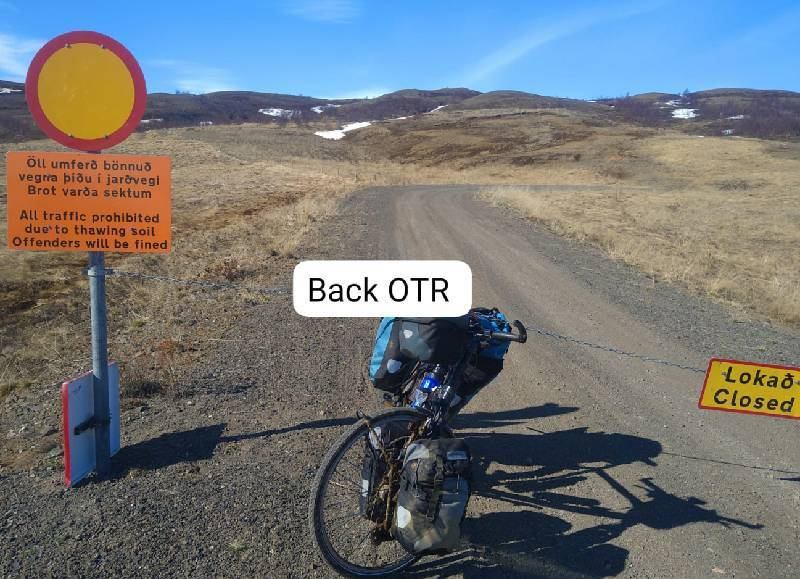 Öll umferð bönnuð
vegna þíðu í jarðvegi
Brot varða sektum
All traffic prohibited
due to thawing soil
Offenders will be fined
Back OTR
Lokað
Closed